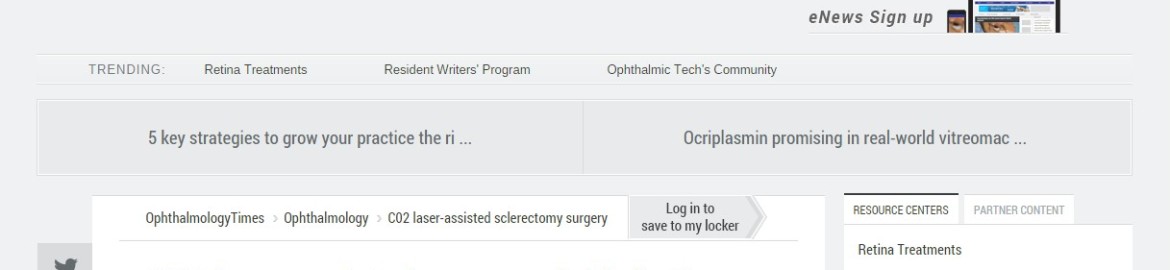 eNews Sign up
TRENDING: Retina Treatments Resident Writers' Program Ophthalmic Tech's Community
5 key strategies to grow your practice the ri ... Ocriplasmin promising in real-world vitreomac ...
OphthalmologyTimes › Ophthalmology › C02 laser-assisted sclerectomy surgery
Log in to
save to my locker
RESOURCE CENTERS PARTNER CONTENT
Retina Treatments